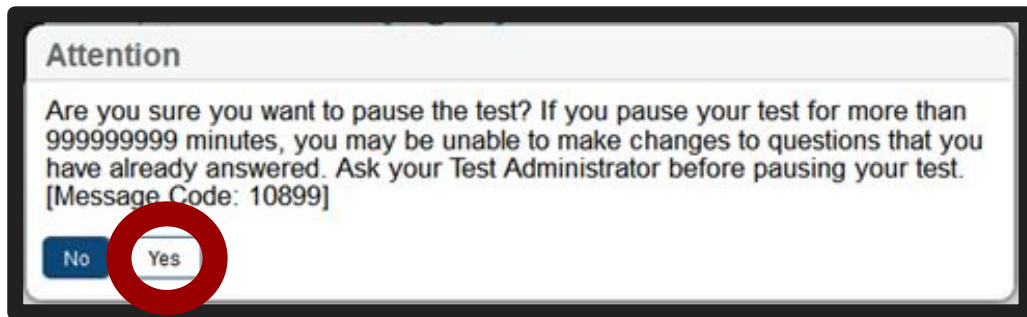 Attention
Are you sure you want to pause the test? If you pause your test for more than
999999999 minutes, you may be unable to make changes to questions that you
have already answered. Ask your Test Administrator before pausing your test.
[Message Code: 10899]
No Yes